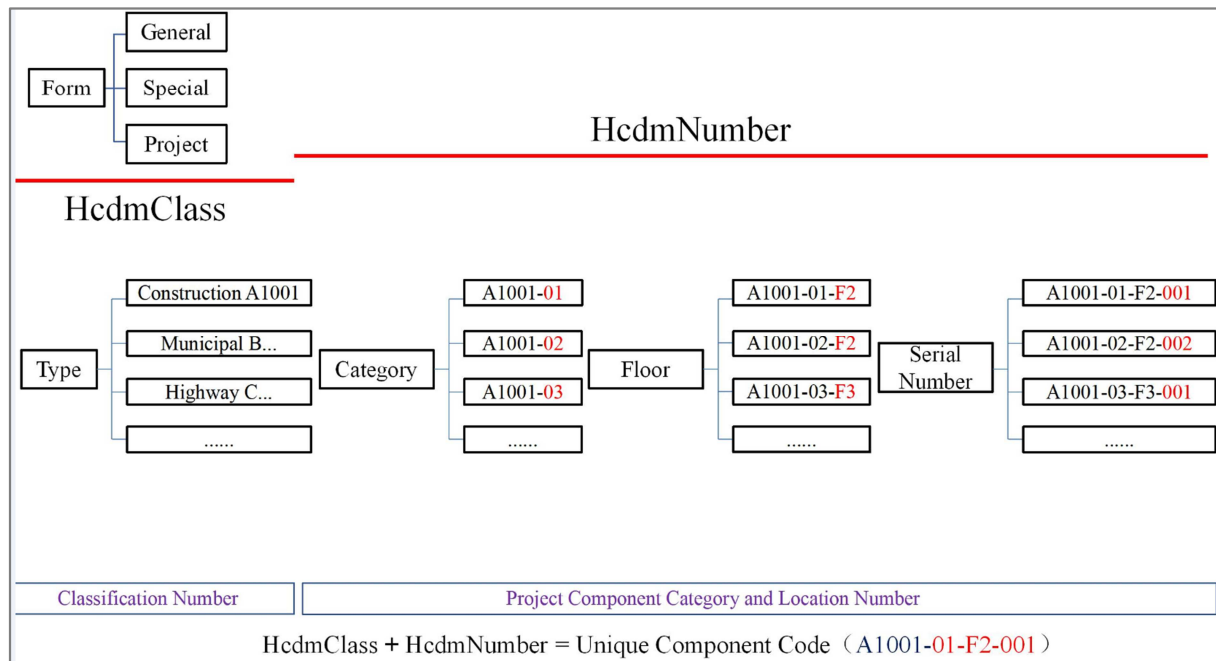 General
Form
Special
Project
HcdmNumber
HcdmClass
Type
Construction A1001
Municipal B...
Highway C...
......
Category
A1001-01
A1001-02
A1001-03
......
Floor
A1001-01-F2
A1001-02-F2
A1001-03-F3
......
Serial
Number
A1001-01-F2-001
A1001-02-F2-002
A1001-03-F3-001
......
Classification Number
Project Component Category and Location Number
HcdmClass + HcdmNumber = Unique Component Code（A1001-01-F2-001）